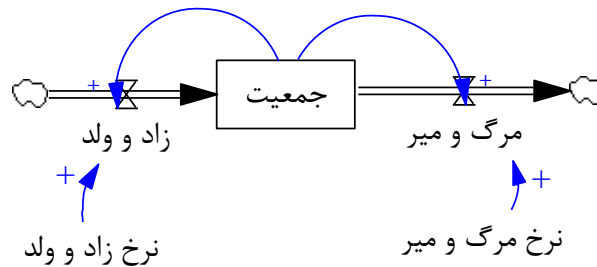 +
+
جمعیت
زاد و ولد
مرگ و میر
+
+
نرخ زاد و ولد
نرخ مرگ و میر